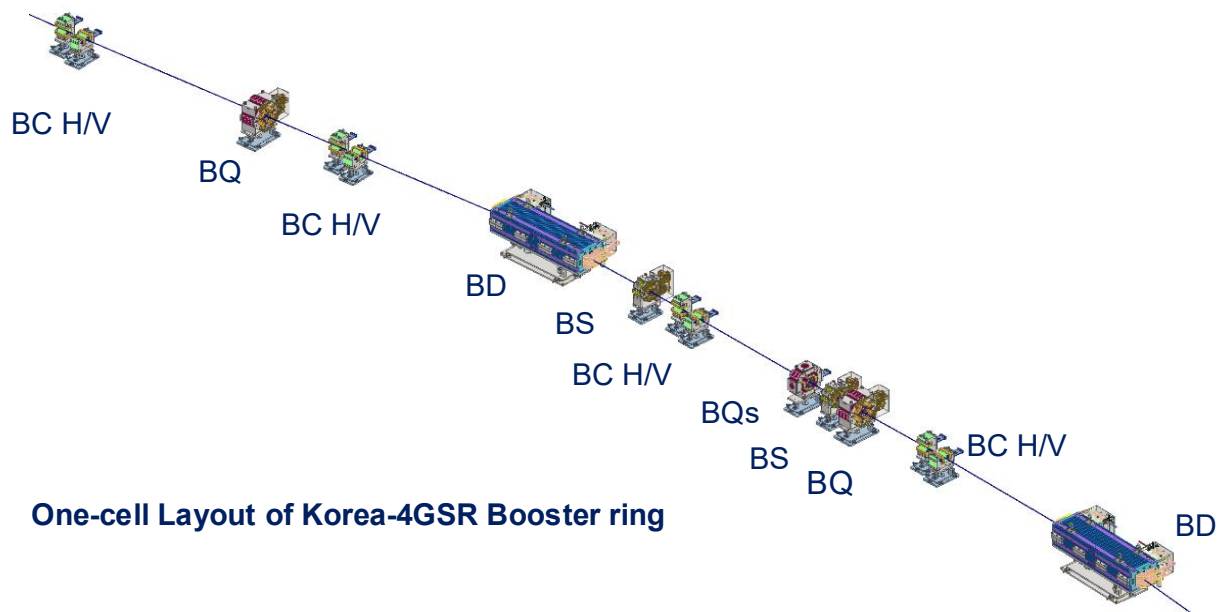 BC H/V
BQ
BC H/V
BD
BS
BC H/V
BQs
BS
BQ
BC H/V
BD
One-cell Layout of Korea-4GSR Booster ring